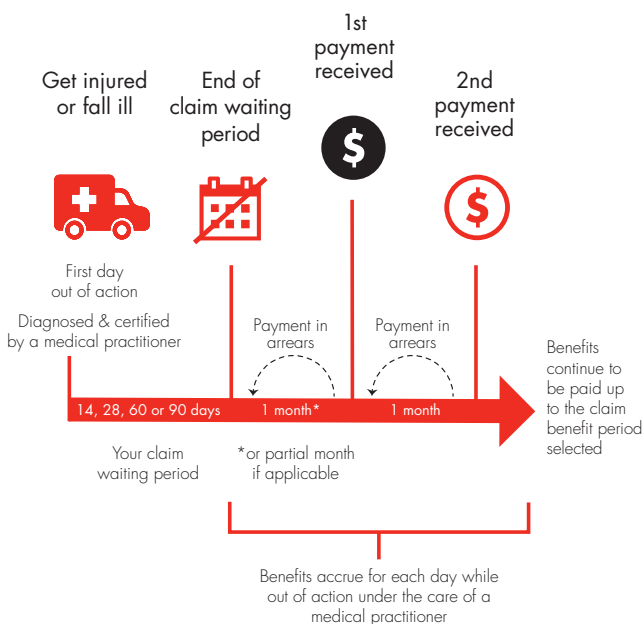 Get injured
or fall ill
End of
claim waiting
period
1st
payment
received
2nd
payment
received
$
$
First day
out of action
Diagnosed & certified
by a medical practitioner
Payment in
arrears
Payment in
arrears
14, 28, 60 or 90 days
1 month*
1 month
Benefits
continue to
be paid up
to the claim
benefit period
selected
Your claim
waiting period
*or partial month
if applicable
Benefits accrue for each day while
out of action under the care of a
medical practitioner